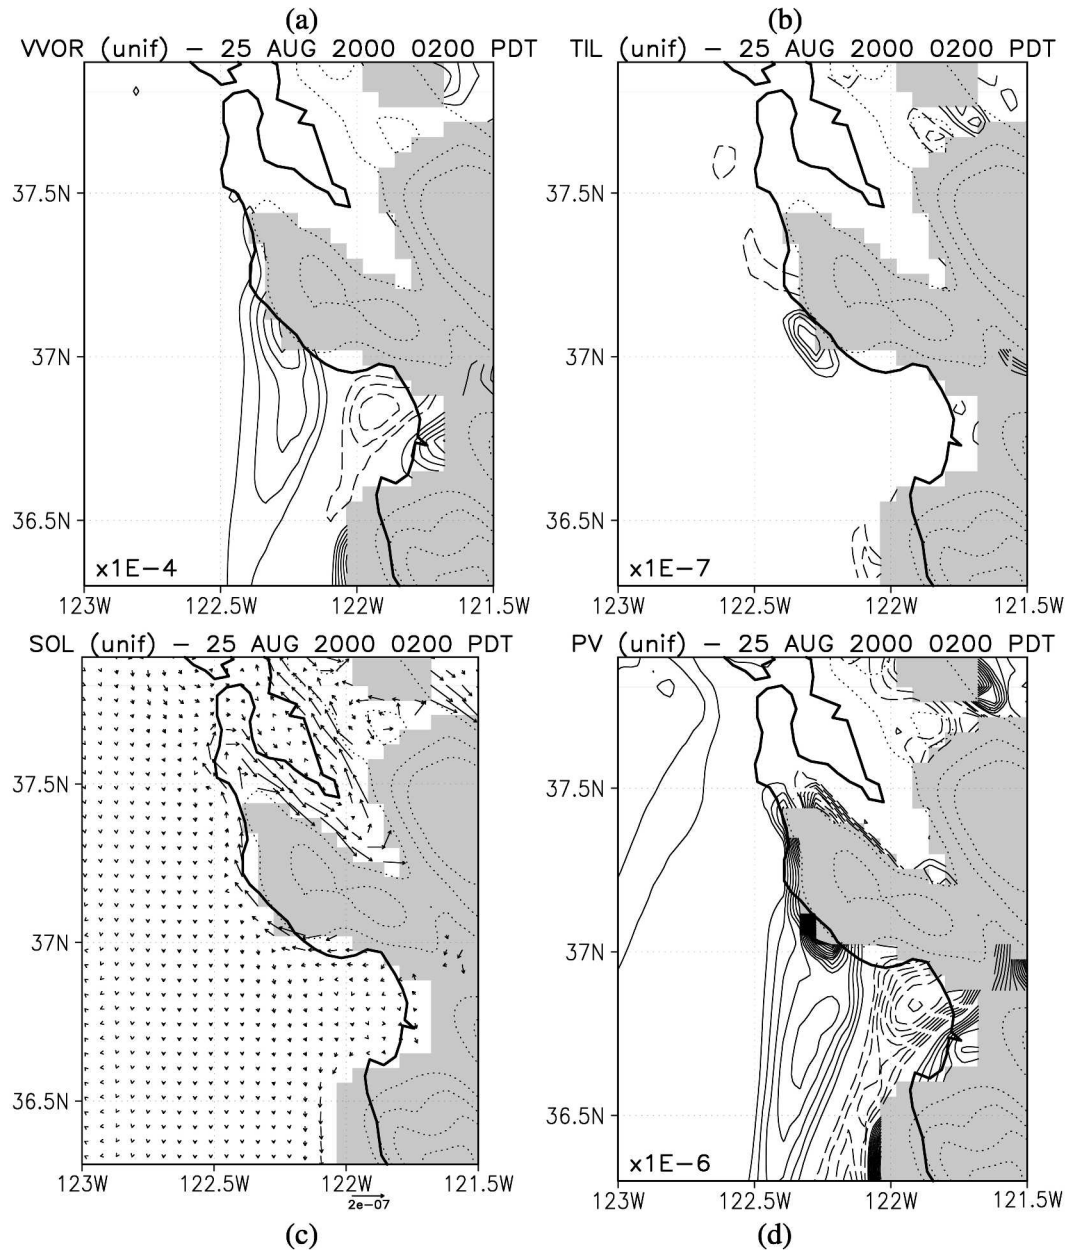 (a)
VVOR (unif) – 25 AUG 2000 0200 PDT
37.5N
37N
36.5N
x1E–4
123W 122.5W 122W 121.5W
(b)
TIL (unif) – 25 AUG 2000 0200 PDT
37.5N
37N
36.5N
x1E–7
123W 122.5W 122W 121.5W
SOL (unif) – 25 AUG 2000 0200 PDT
37.5N
37N
36.5N
123W 122.5W 122W 121.5W
2e–07
(c)
PV (unif) – 25 AUG 2000 0200 PDT
37.5N
37N
36.5N
x1E–6
123W 122.5W 122W 121.5W
(d)